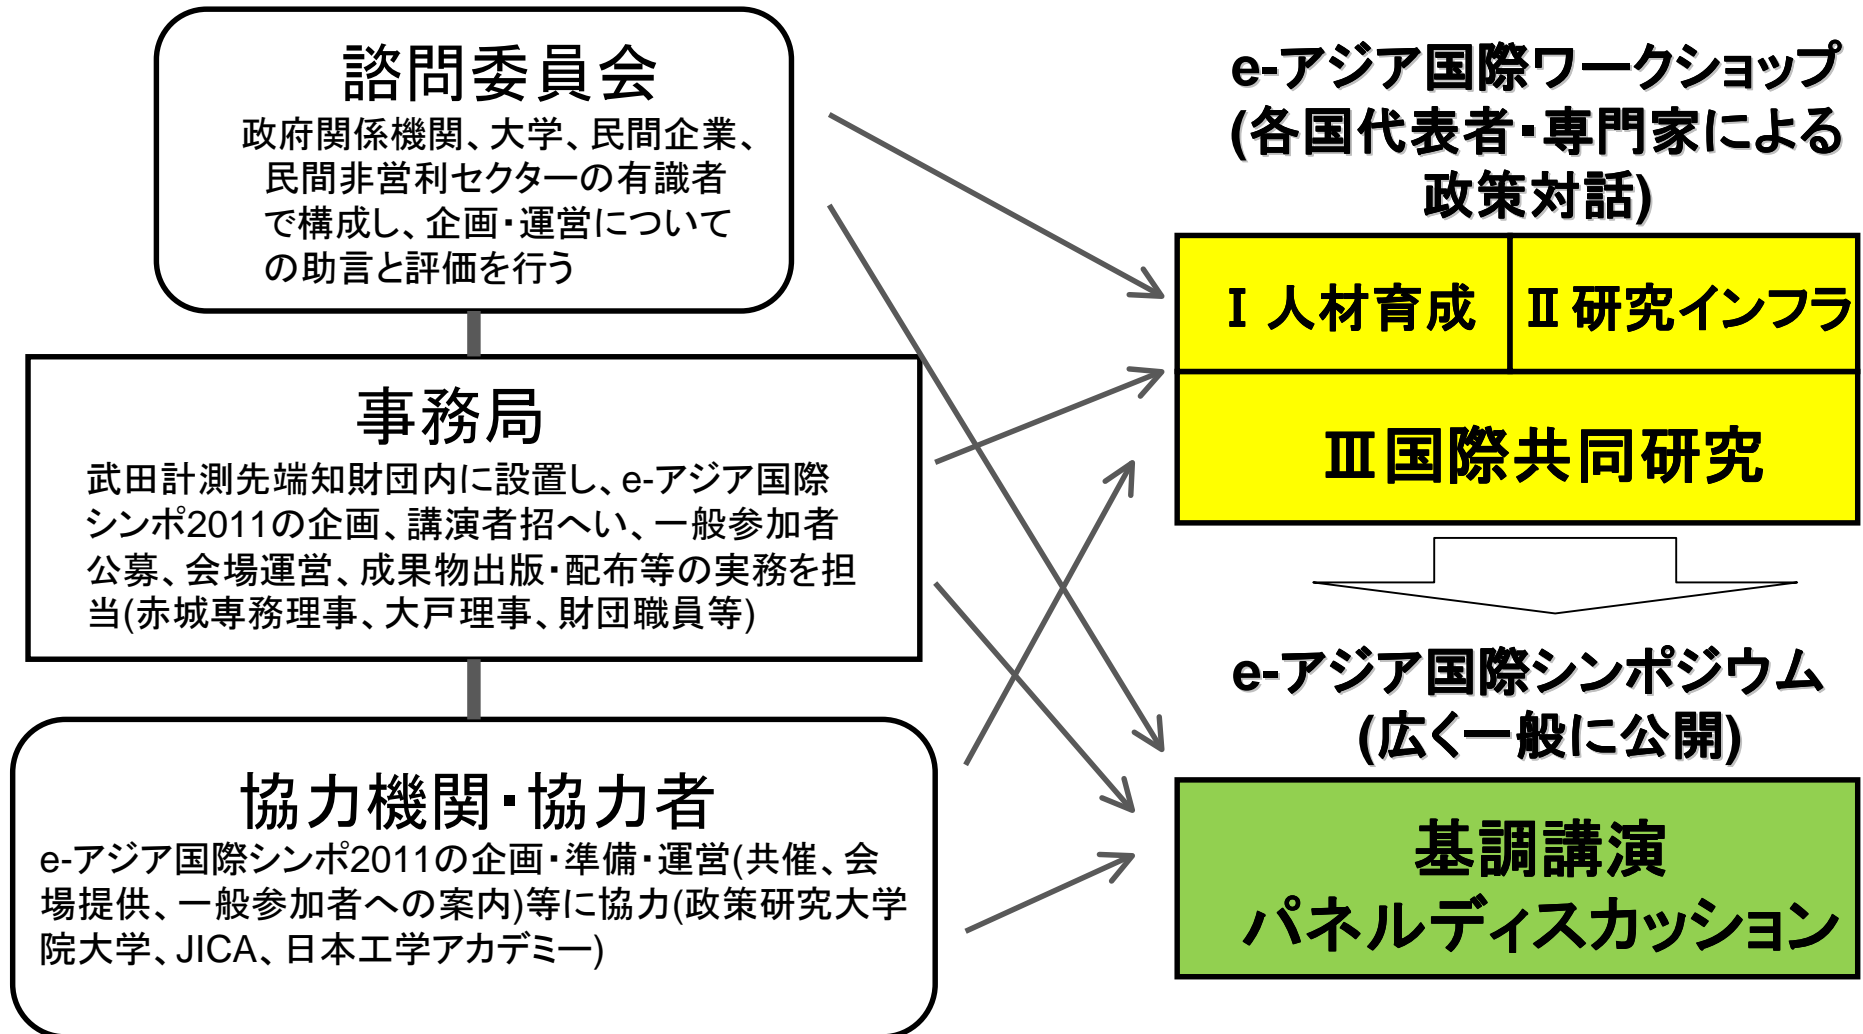 諮問委員会
政府関係機関、大学、民間企業、
民間非営利セクターの有識者
で構成し、企画・運営について
の助言と評価を行う
事務局
武田計測先端知財団内に設置し、e-アジア国際
シンポ2011の企画、講演者招へい、一般参加者
公募、会場運営、成果物出版・配布等の実務を担
当(赤城専務理事、大戸理事、財団職員等)
協力機関・協力者
e-アジア国際シンポ2011の企画・準備・運営(共催、会
場提供、一般参加者への案内)等に協力(政策研究大学
院大学、JICA、日本工学アカデミー)
e-アジア国際ワークショップ
(各国代表者・専門家による
政策対話)
Ⅰ 人材育成
Ⅱ 研究インフラ
Ⅲ国際共同研究
e-アジア国際シンポジウム
(広く一般に公開)
基調講演
パネルディスカッション